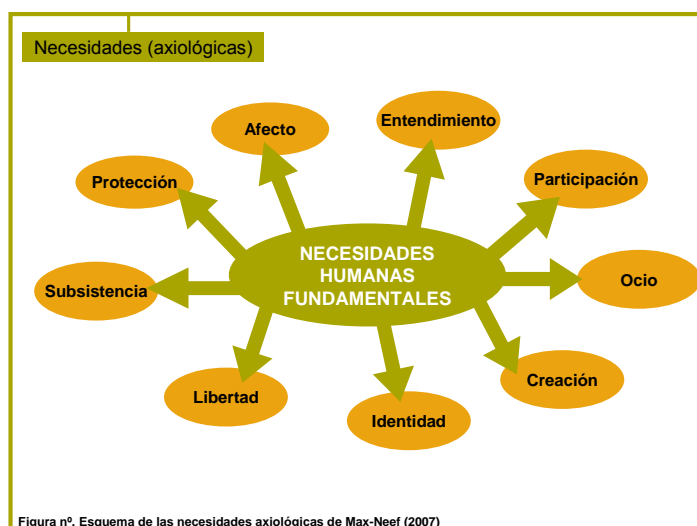 Necesidades (axiológicas)
Afecto
Entendimiento
Protección
Participación
NECESIDADES
HUMANAS
FUNDAMENTALES
Subsistencia
Ocio
Libertad
Identidad
Creación
Figura nº. Esquema de las necesidades axiológicas de Max-Neef (2007)